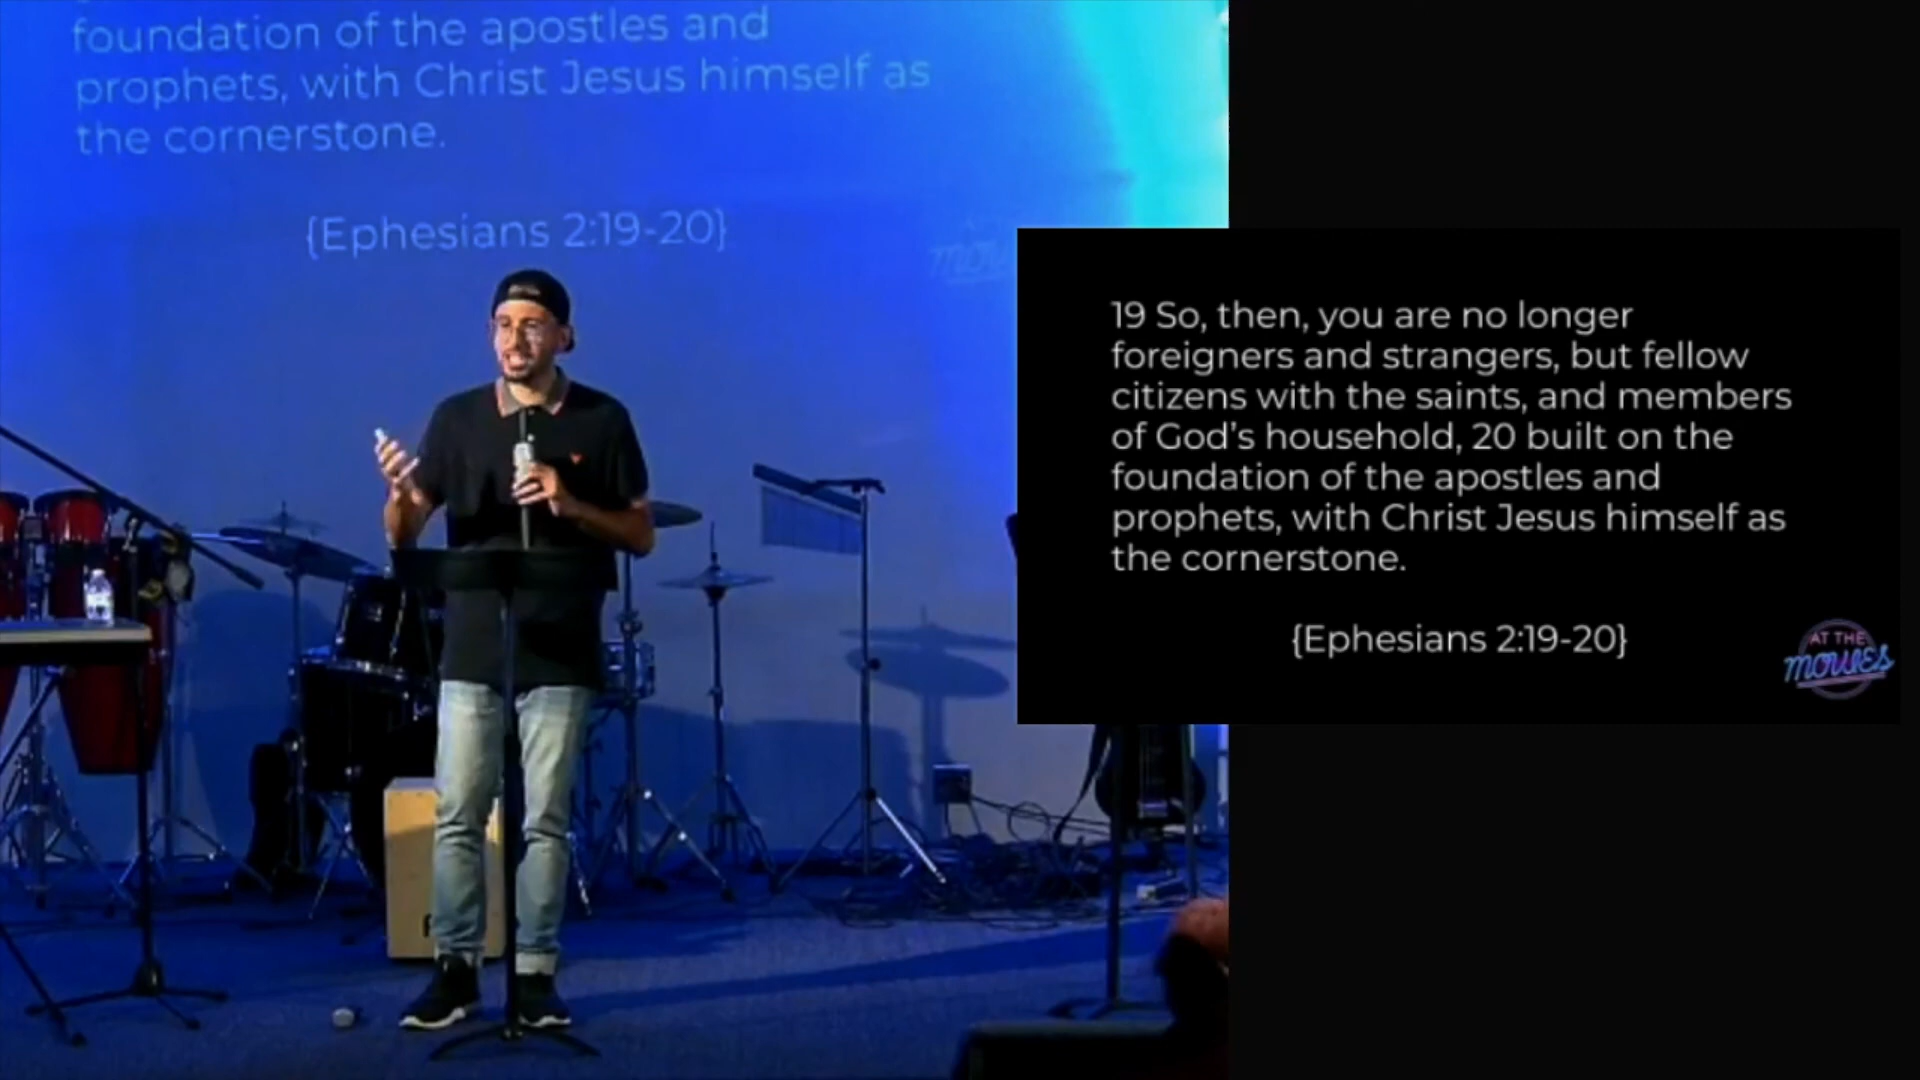 foundation of the apostles and
prophets, with Christ Jesus himself as
the cornerstone.
{Ephesians 2:19-20}
19 So, then, you are no longer
foreigners and strangers, but fellow
citizens with the saints, and members
of God's household, 20 built on the
foundation of the apostles and
prophets, with Christ Jesus himself as
the cornerstone.
{Ephesians 2:19-20}
AT THE
movies